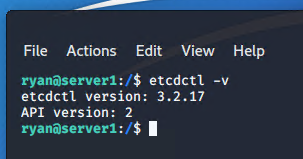 File Actions Edit View Help
ryan@server1:/$ etcdctl -v
etcdctl version: 3.2.17
API version: 2
ryan@server1:/$